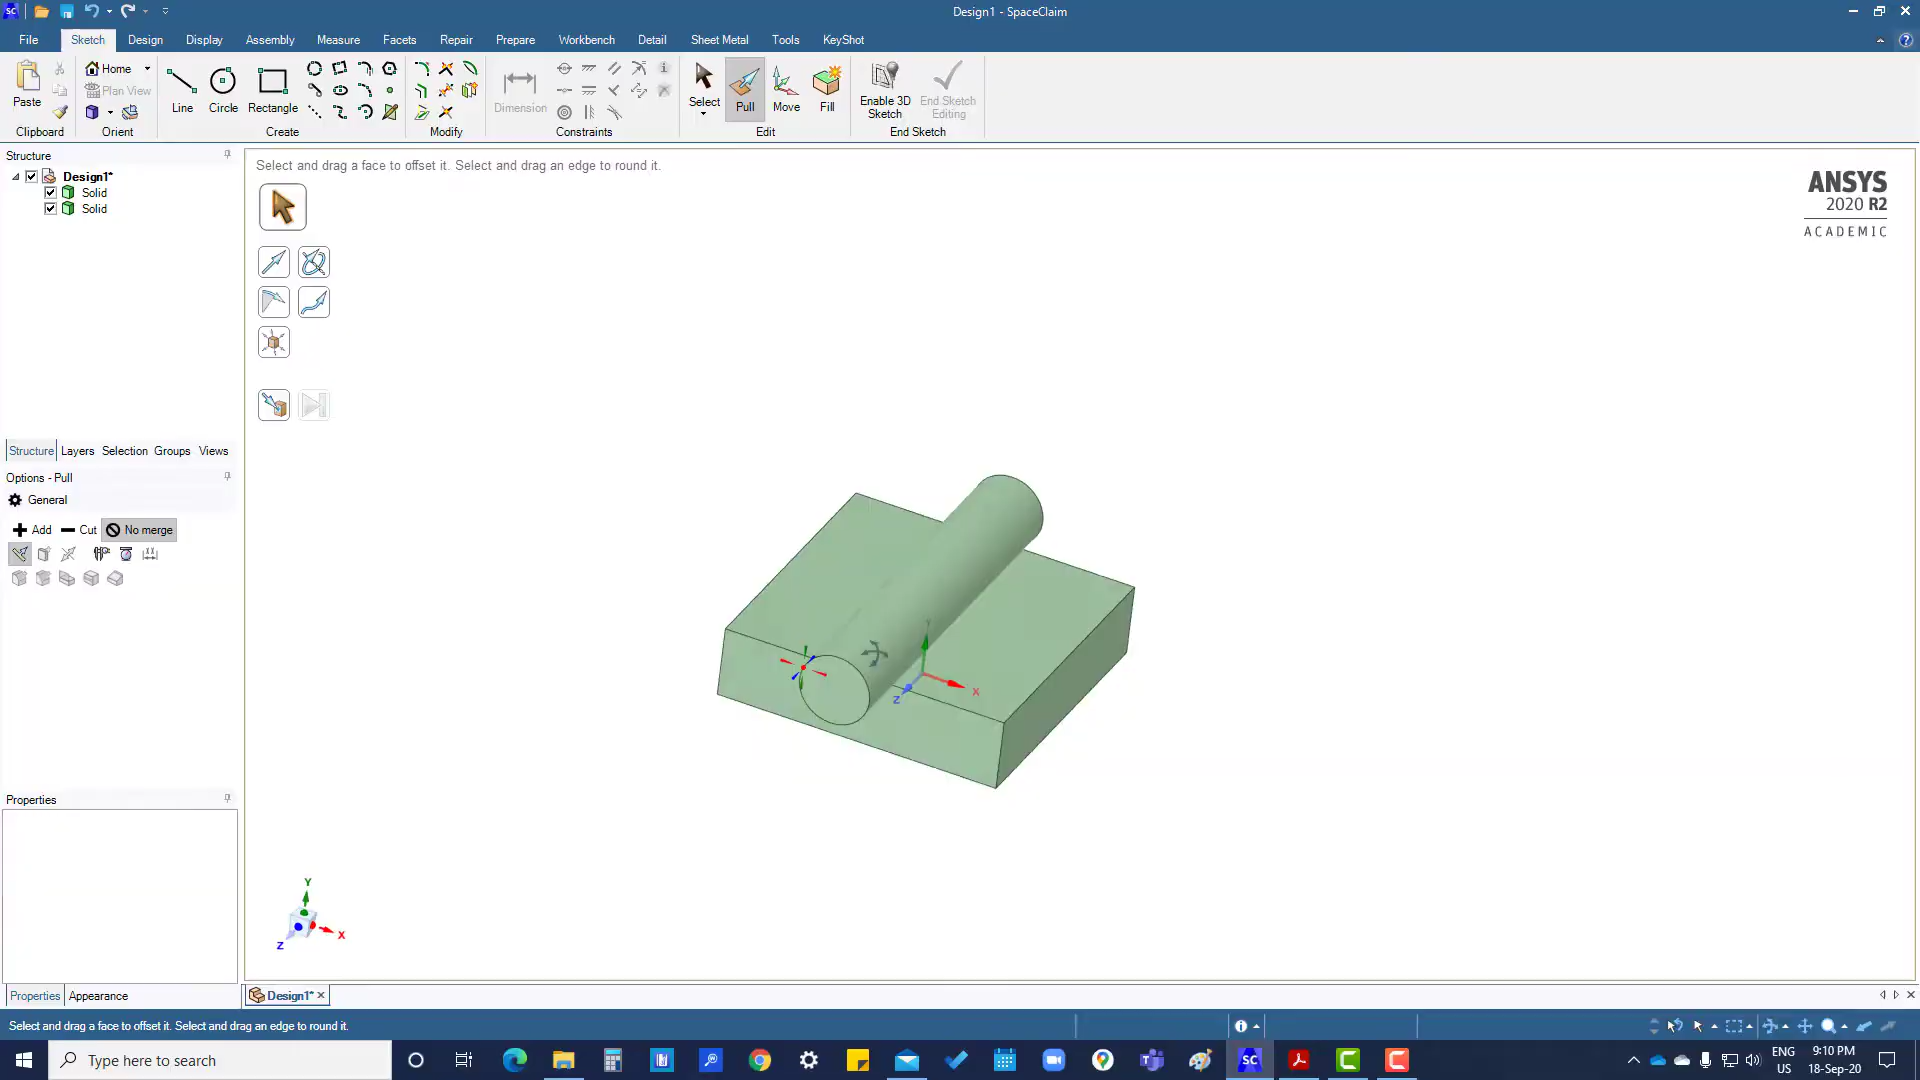 SC
Design1 - SpaceClaim
File Sketch Design Display Assembly Measure Facets Repair Prepare Workbench Detail Sheet Metal Tools KeyShot
Paste
Home
Plan View
Line Circle Rectangle
Dimension
Select Pull Move Fill
Enable 3D Sketch
End Sketch Editing
Clipboard Orient Create Modify Constraints Edit End Sketch
Structure
Design1*
Solid
Solid
Structure Layers Selection Groups Views
Options - Pull
General
Add Cut No merge
Properties
Properties Appearance
Select and drag a face to offset it. Select and drag an edge to round it.
ANSYS
2020 R2
ACADEMIC
Y
X
Z
Y
X
Z
Design1*
Select and drag a face to offset it. Select and drag an edge to round it.
Type here to search
SC
ENG
US
9:10 PM
18-Sep-20